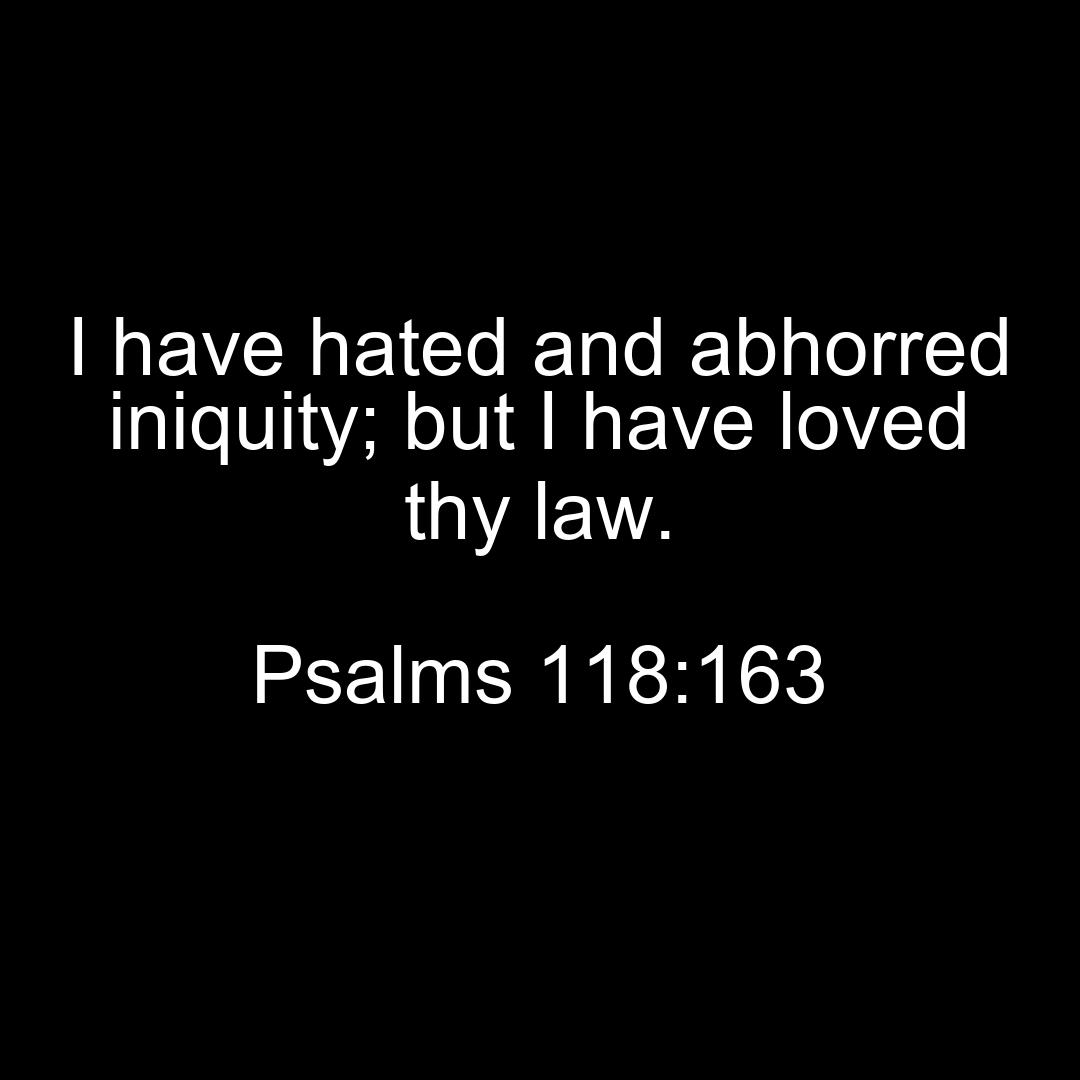 I have hated and abhorred
iniquity; but I have loved
thy law.
Psalms 118:163